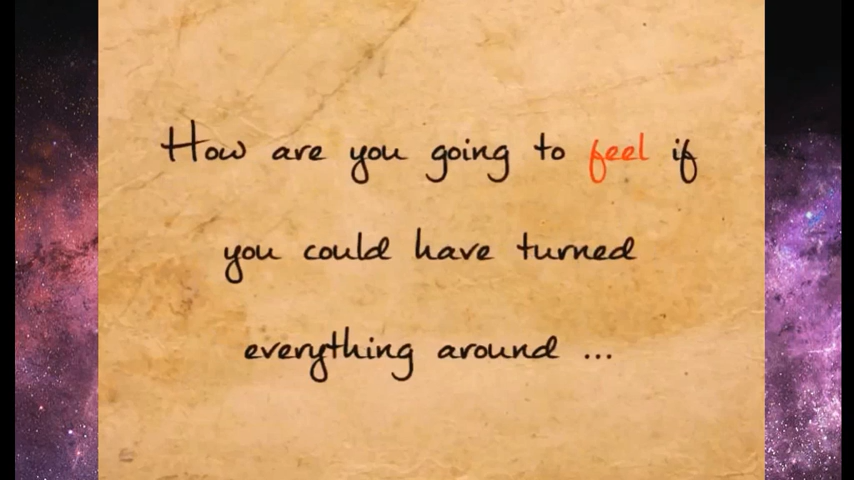 How are you going to feel if
you could have turned
everything around ...